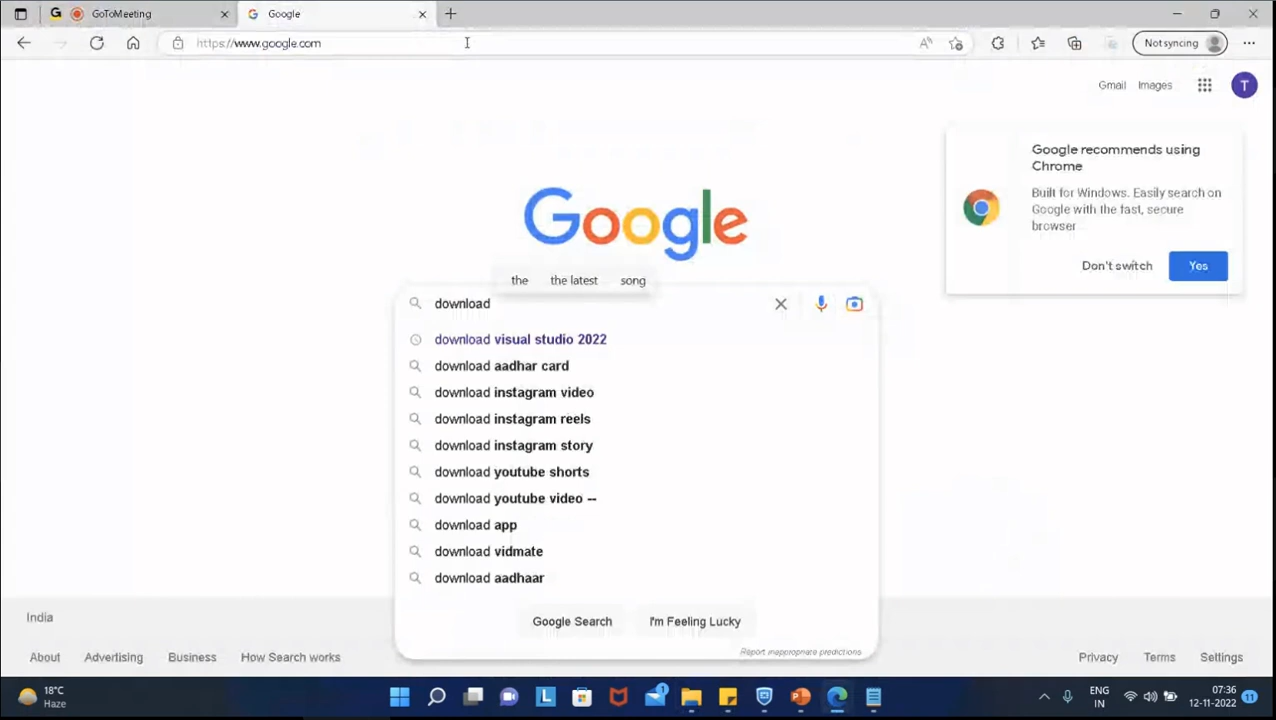 GoToMeeting
Google
https://www.google.com
Not syncing
Gmail Images
T
Google recommends using
Chrome
Built for Windows. Easily search on
Google with the fast, secure
browser
Don't switch Yes
Google
the the latest song
download
download visual studio 2022
download aadhar card
download instagram video
download instagram reels
download instagram story
download youtube shorts
download youtube video --
download app
download vidmate
download aadhaar
Google Search I'm Feeling Lucky
Report inappropriate predictions
India
About Advertising Business How Search works
Privacy Terms Settings
18°C
Haze
L
1
ENG
IN
07:36
12-11-2022
11